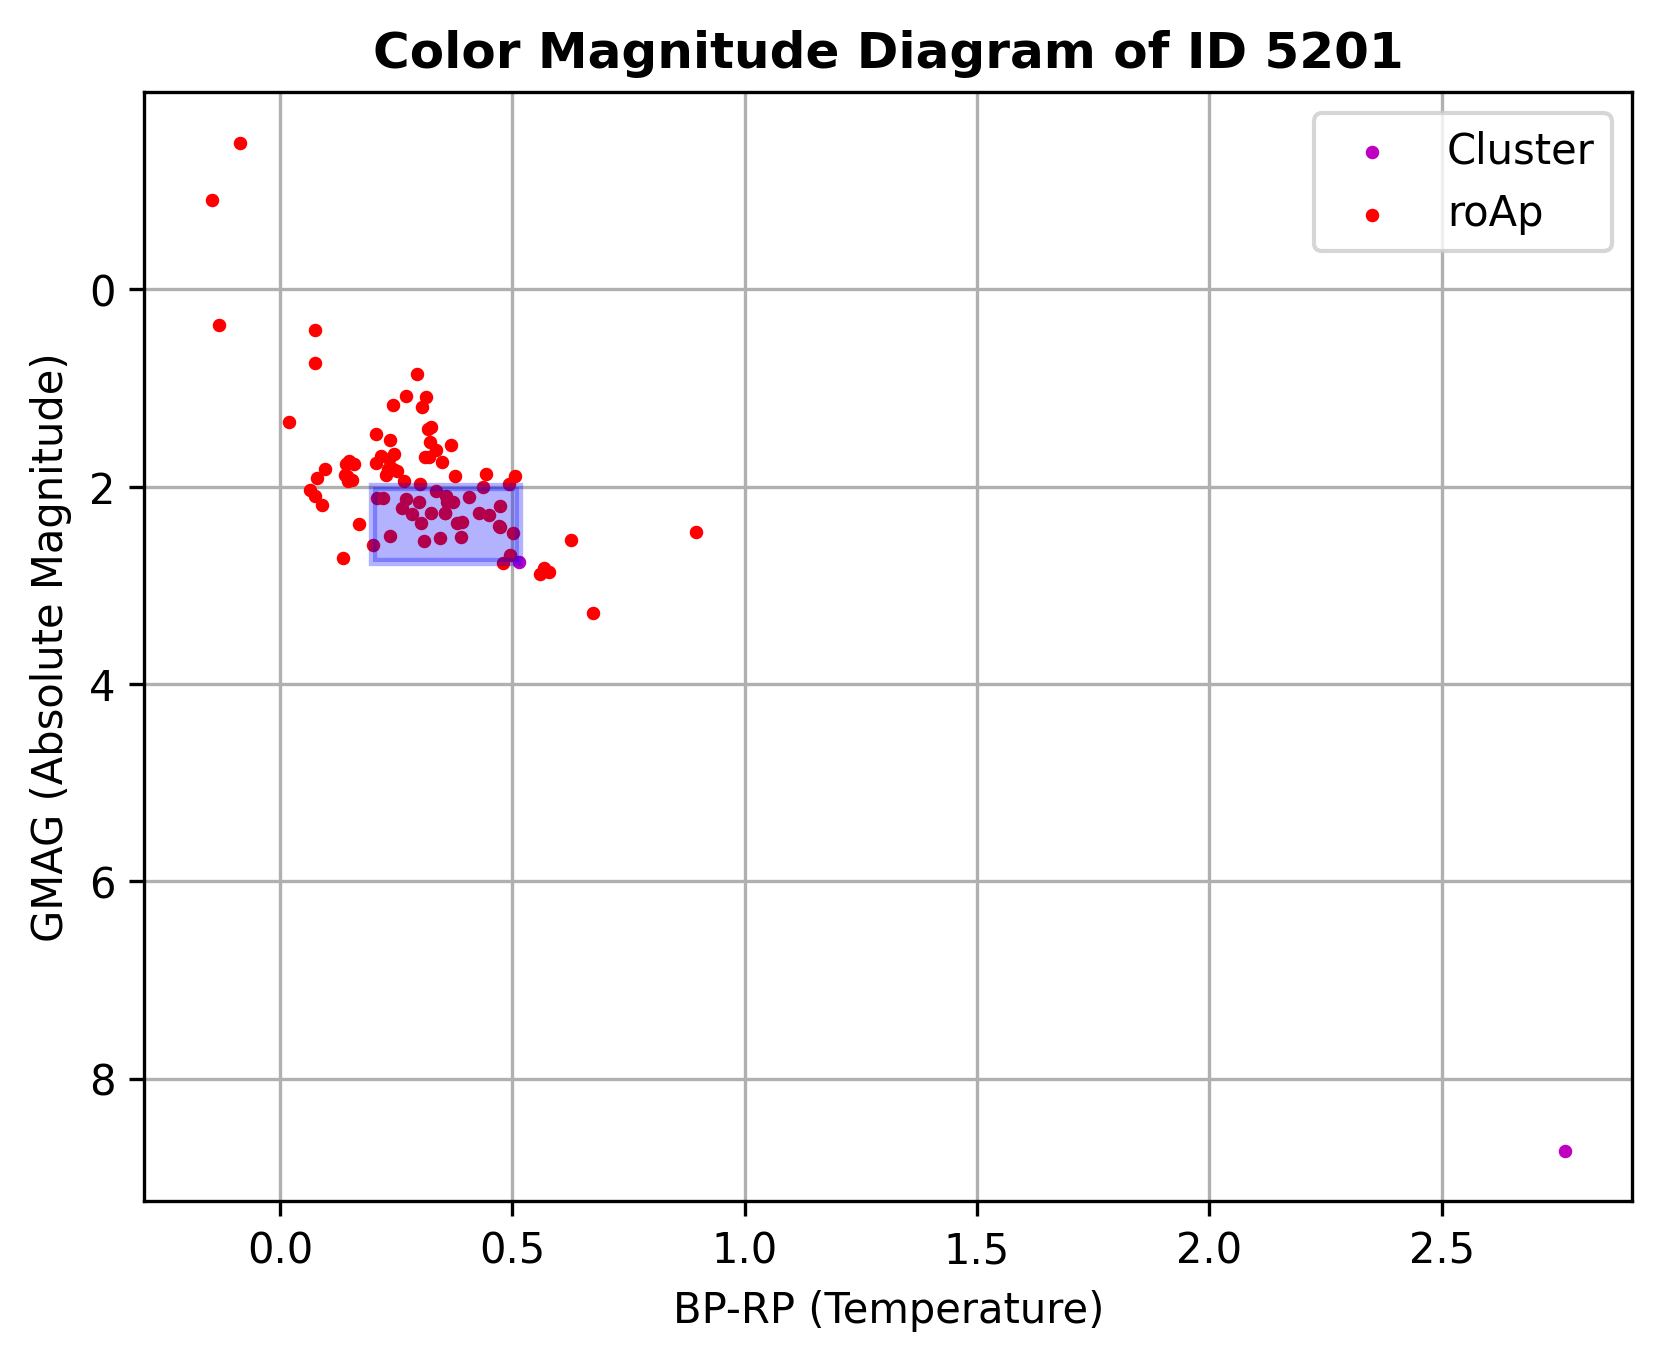 Color Magnitude Diagram of ID 5201
Cluster
roAp
GMAG (Absolute Magnitude)
0
2
4
6
8
0.0 0.5 1.0 1.5 2.0 2.5
BP-RP (Temperature)